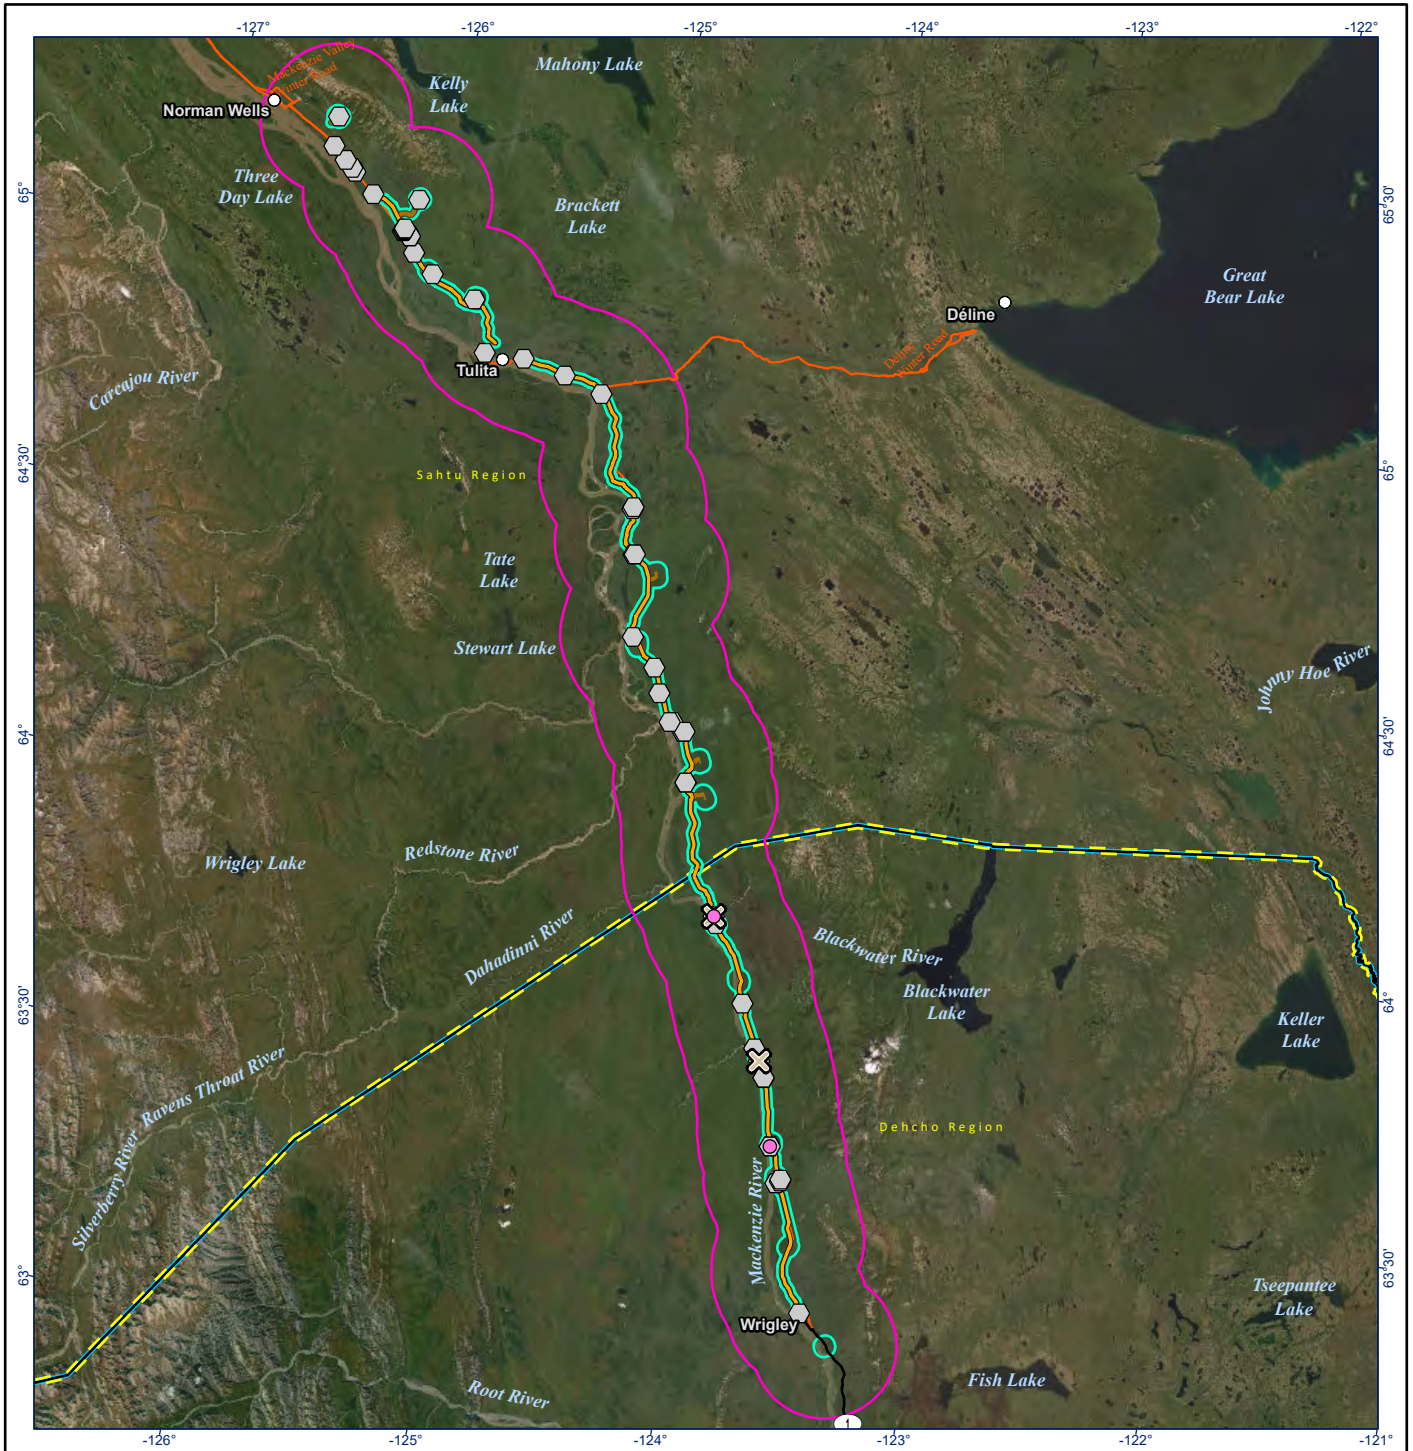 -127°
-126°
-125°
-124°
-123°
-122°
Mackenzie Valley
Winter Road
Norman Wells
Kelly
Lake
Mahony Lake
Three
Day Lake
Brackett
Lake
65°
65°30'
Great
Bear Lake
Déline
Deline
Winter Road
Tulita
Carcajou River
64°30'
65°
Sahtu Region
Tate
Lake
Stewart Lake
Johnny Hoe River
64°
64°30'
Wrigley Lake
Redstone River
Dahadinni River
Blackwater River
Blackwater
Lake
63°30'
64°
Keller
Lake
Ravens Throat River
Silverberry River
Dehcho Region
Mackenzie River
63°
63°30'
Tseepantee
Lake
Wrigley
Fish Lake
Root River
1
-126°
-125°
-124°
-123°
-122°
-121°